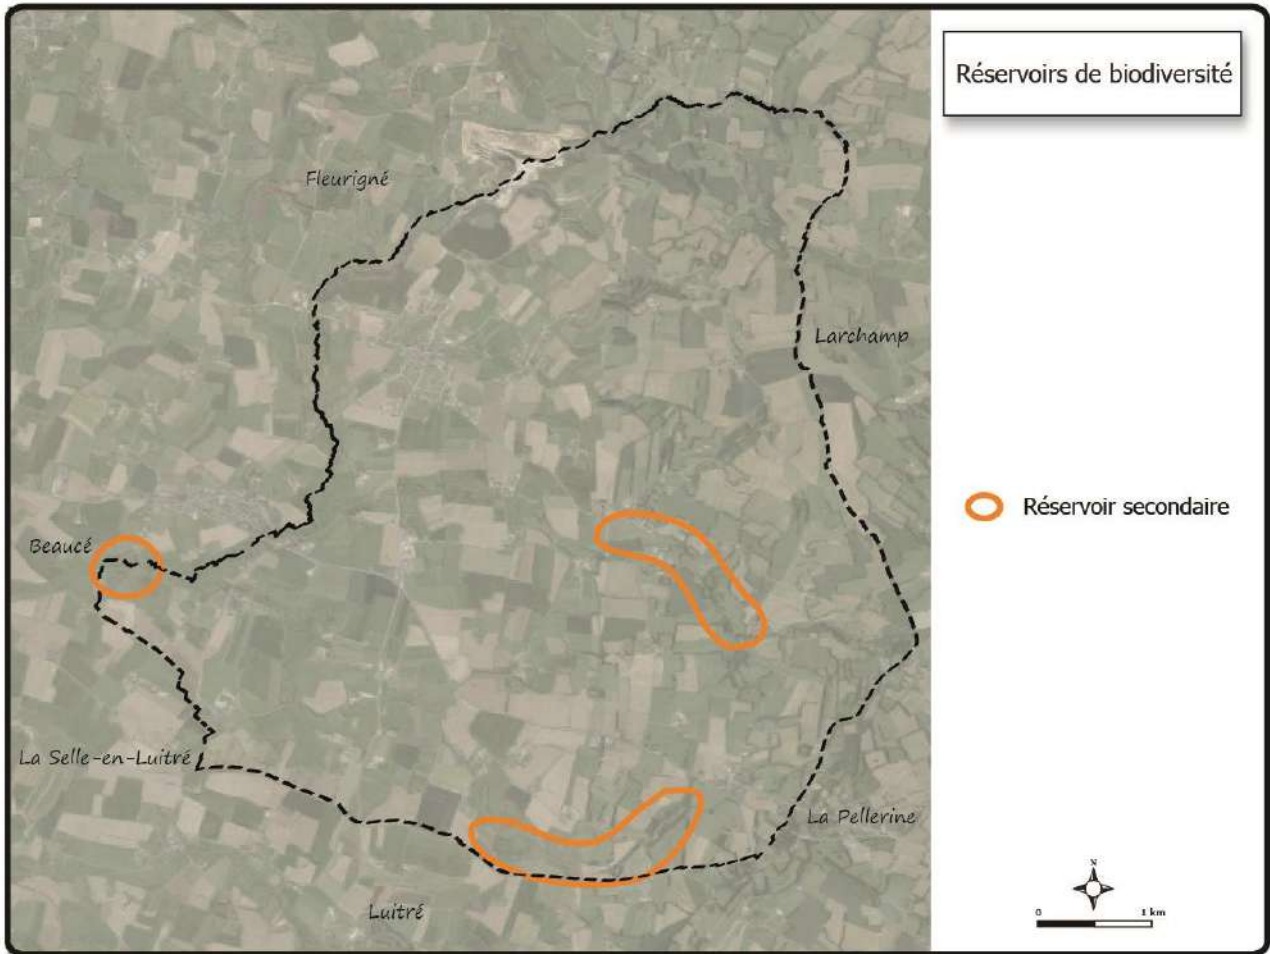 Réservoirs de biodiversité
Fleurigné
Larchamp
Réservoir secondaire
Beaucé
La Selle-en-Luitré
La Pellerine
Luitré
N
0 1 km